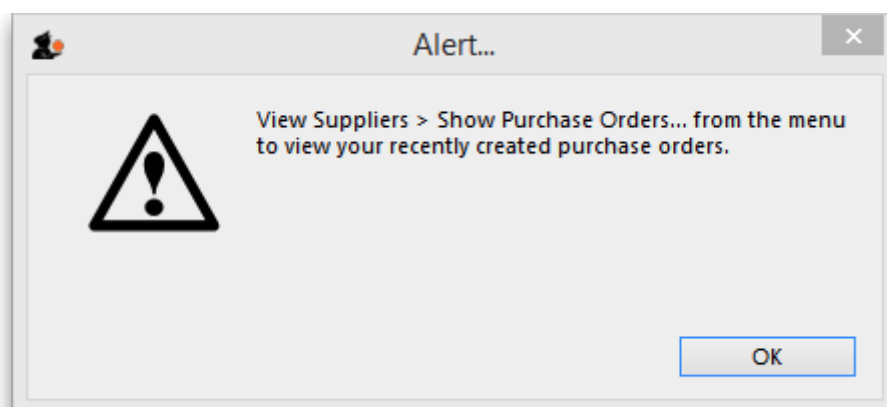 Alert...
View Suppliers > Show Purchase Orders... from the menu
to view your recently created purchase orders.
OK